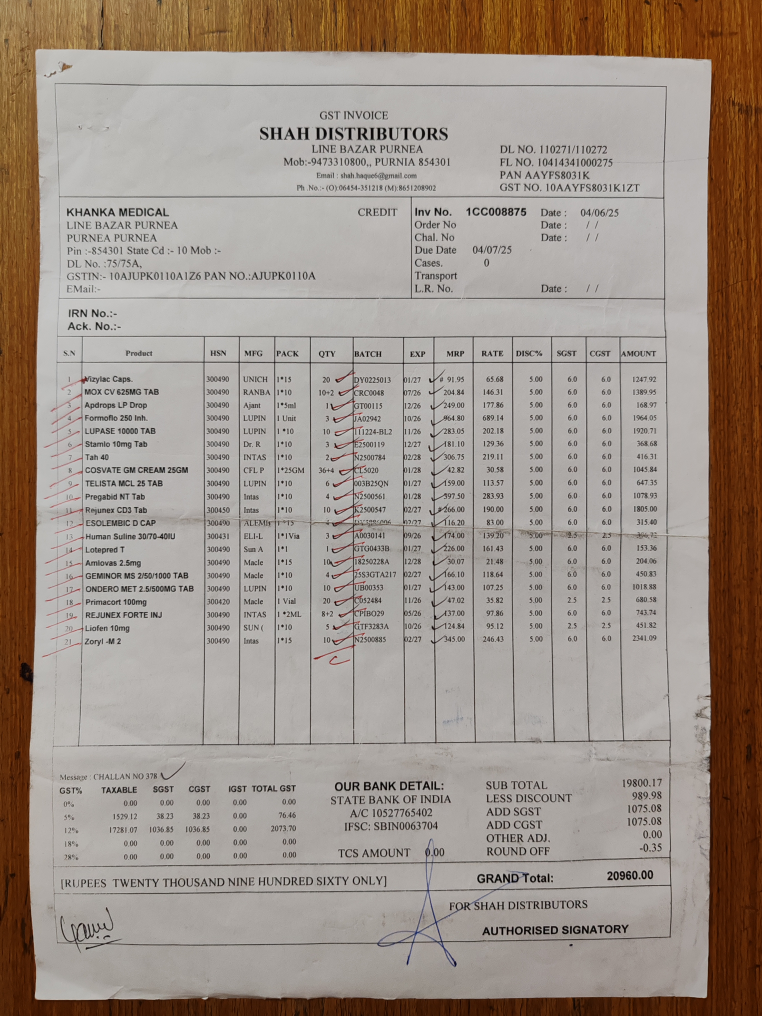 GST INVOICE
SHAH DISTRIBUTORS
LINE BAZAR PURNEA
Mob:-9473310800,, PURNIA 854301
Email : shah.haque6@gmail.com
Ph .No.:- (O):06454-351218 (M):8651208902
DL NO. 110271/110272
FL NO. 10414341000275
PAN AAYFS8031K
GST NO. 10AAYFS8031K1ZT
KHANKA MEDICAL CREDIT
LINE BAZAR PURNEA
PURNEA PURNEA
Pin :-854301 State Cd :- 10 Mob :-
DL No. :75/75A,
GSTIN:- 10AJUPK0110A1Z6 PAN NO.:AJUPK0110A
EMail:-
Inv No. 1CC008875 Date : 04/06/25
Order No Date : / /
Chal. No Date : / /
Due Date 04/07/25
Cases. 0
Transport
L.R. No. Date : / /
IRN No.:-
Ack. No.:-
S.N Product HSN MFG PACK QTY BATCH EXP MRP RATE DISC% SGST CGST AMOUNT
1 Vizylac Caps. 300490 UNICH 1*15 20 DY0225013 01/27 # 91.95 65.68 5.00 6.0 6.0 1247.92
2 MOX CV 625MG TAB 300490 RANBA 1*10 10+2 CRC0048 07/26 204.84 146.31 5.00 6.0 6.0 1389.95
3 Apdrops LP Drop 300490 Ajant 1*5ml 1 GT00115 12/26 249.00 177.86 5.00 6.0 6.0 168.97
4 Formoflo 250 Inh. 300490 LUPIN 1 Unit 3 JA02942 10/26 964.80 689.14 5.00 6.0 6.0 1964.05
5 LUPASE 10000 TAB 300490 LUPIN 1 *10 10 111224-BL2 11/26 283.05 202.18 5.00 6.0 6.0 1920.71
6 Stamlo 10mg Tab 300490 Dr. R 1*10 3 E2500119 12/27 181.10 129.36 5.00 6.0 6.0 368.68
7 Tah 40 300490 INTAS 1*10 2 N2500784 02/28 306.75 219.11 5.00 6.0 6.0 416.31
8 COSVATE GM CREAM 25GM 300490 CFL P 1*25GM 36+4 CL5020 01/28 42.82 30.58 5.00 6.0 6.0 1045.84
9 TELISTA MCL 25 TAB 300490 LUPIN 1*10 6 003B25QN 01/27 159.00 113.57 5.00 6.0 6.0 647.35
10 Pregabid NT Tab 300490 Intas 1*10 4 N2500561 01/28 397.50 283.93 5.00 6.0 6.0 1078.93
11 Rejunex CD3 Tab 300450 Intas 1*10 10 K2500547 02/27 # 266.00 190.00 5.00 6.0 6.0 1805.00
12 ESOLEMBIC D CAP 300490 ALEMB 1*15 4 02/27 116.20 83.00 5.00 6.0 6.0 315.40
13 Human Suline 30/70-40IU 300431 ELI-L 1*1Via 3 A0030141 09/26 174.00 139.20 5.00 2.5 2.5
14 Lotepred T 300490 Sun A 1*1 1 GTG0433B 01/27 226.00 161.43 5.00 6.0 6.0 153.36
15 Amlovas 2.5mg 300490 Macle 1*15 10 18250228A 12/28 30.07 21.48 5.00 6.0 6.0 204.06
16 GEMINOR MS 2/50/1000 TAB 300490 Macle 1*10 4 25S3GTA217 02/27 166.10 118.64 5.00 6.0 6.0 450.83
17 ONDERO MET 2.5/500MG TAB 300490 LUPIN 1*10 10 UB00353 01/27 143.00 107.25 5.00 6.0 6.0 1018.88
18 Primacort 100mg 300420 Macle 1 Vial 20 C052484 11/26 47.02 35.82 5.00 2.5 2.5 680.58
19 REJUNEX FORTE INJ 300490 INTAS 1 *2ML 8+2 CPIBO29 05/26 137.00 97.86 5.00 6.0 6.0 743.74
20 Liofen 10mg 300490 SUN ( 1*10 5 GTF3283A 10/26 124.84 95.12 5.00 2.5 2.5 451.82
21 Zoryl -M 2 300490 Intas 1*15 10 N2500885 02/27 345.00 246.43 5.00 6.0 6.0 2341.09
Message : CHALLAN NO 378
GST% TAXABLE SGST CGST IGST TOTAL GST
0% 0.00 0.00 0.00 0.00 0.00
5% 1529.12 38.23 38.23 0.00 76.46
12% 17281.07 1036.85 1036.85 0.00 2073.70
18% 0.00 0.00 0.00 0.00 0.00
28% 0.00 0.00 0.00 0.00 0.00
OUR BANK DETAIL:
STATE BANK OF INDIA
A/C 10527765402
IFSC: SBIN0063704
TCS AMOUNT 0.00
SUB TOTAL 19800.17
LESS DISCOUNT 989.98
ADD SGST 1075.08
ADD CGST 1075.08
OTHER ADJ. 0.00
ROUND OFF -0.35
[RUPEES TWENTY THOUSAND NINE HUNDRED SIXTY ONLY]
GRAND Total: 20960.00
FOR SHAH DISTRIBUTORS
AUTHORISED SIGNATORY